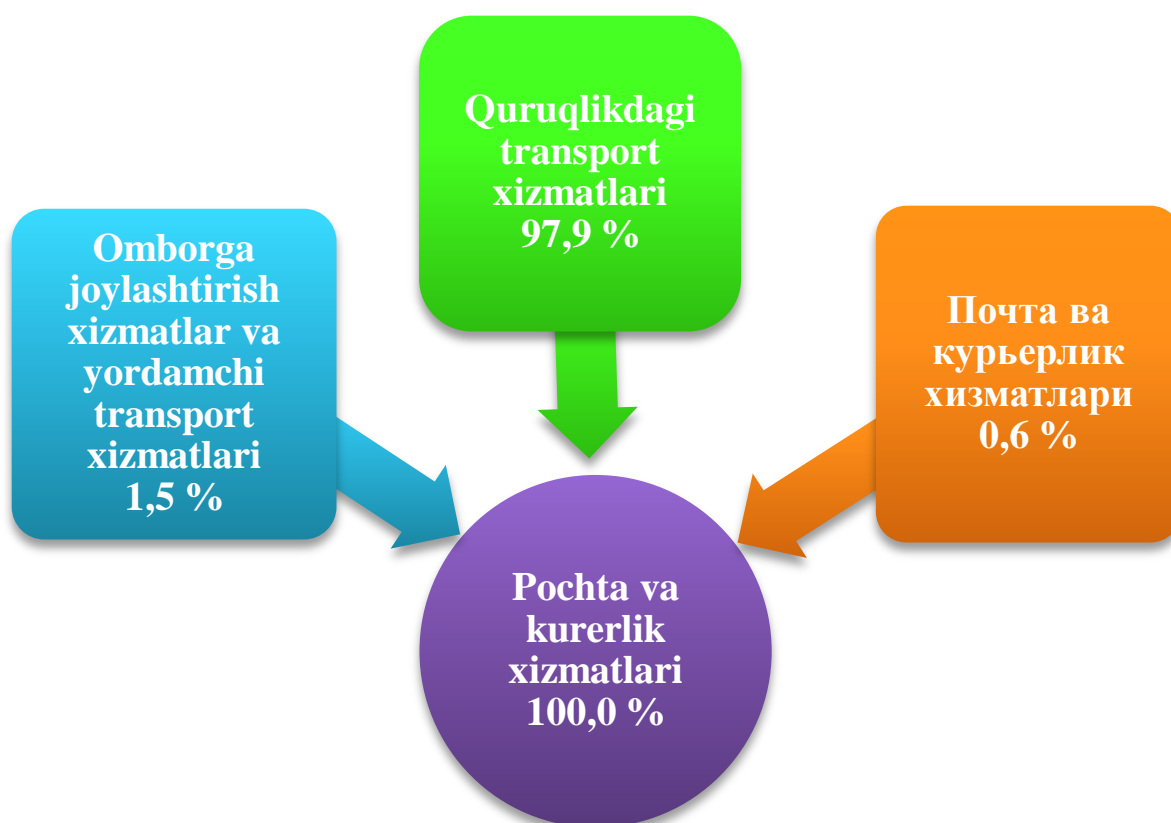 Quruqlikdagi
transport
xizmatlari
97,9 %
Omborga
joylashtirish
xizmatlar va
yordamchi
transport
xizmatlari
1,5 %
Почта ва
курьерлик
хизматлари
0,6 %
Pochta va
kurerlik
xizmatlari
100,0 %